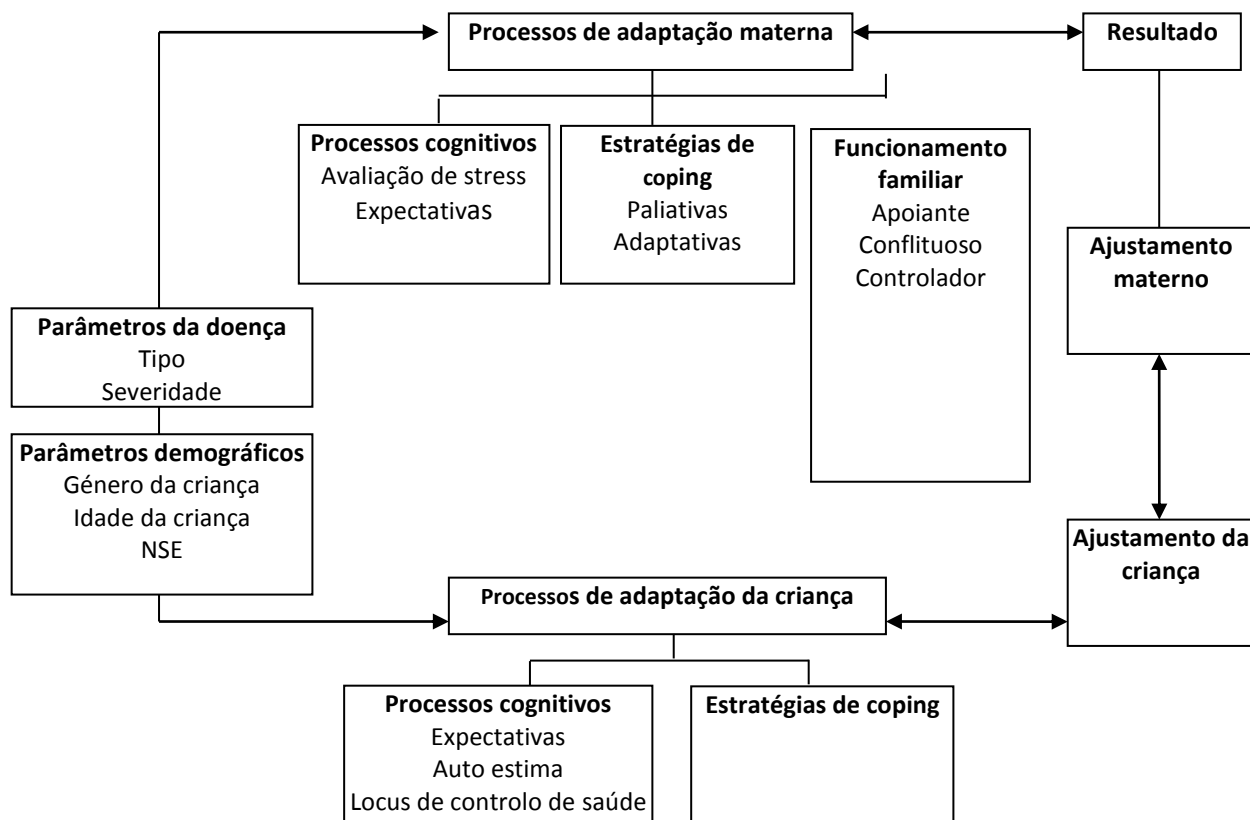 Processos de adaptação materna
Resultado
Processos cognitivos
Avaliação de stress
Expectativas
Estratégias de
coping
Paliativas
Adaptativas
Funcionamento
familiar
Apoiante
Conflituoso
Controlador
Ajustamento
materno
Parâmetros da doença
Tipo
Severidade
Parâmetros demográficos
Género da criança
Idade da criança
NSE
Ajustamento da
criança
Processos de adaptação da criança
Processos cognitivos
Expectativas
Auto estima
Locus de controlo de saúde
Estratégias de coping